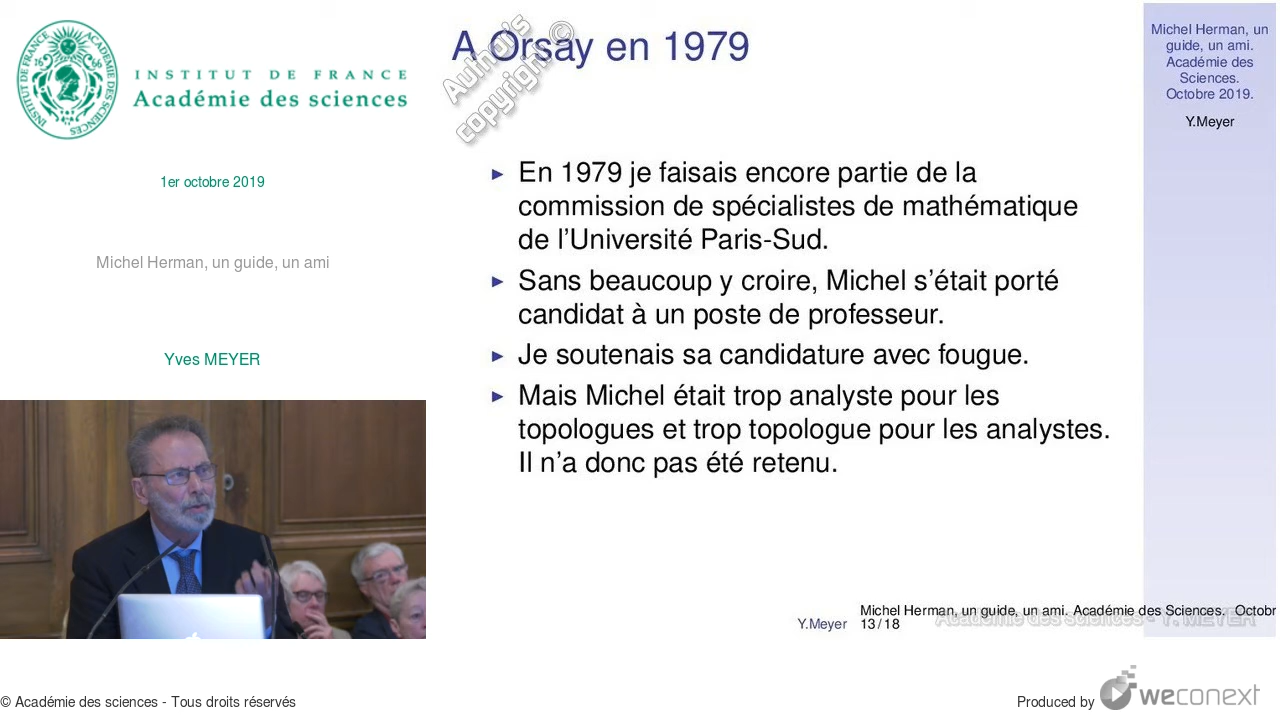 INSTITUT DE FRANCE
Académie des sciences
1er octobre 2019
Michel Herman, un guide, un ami
Yves MEYER
A Orsay en 1979
Author's
copyright ©
En 1979 je faisais encore partie de la
commission de spécialistes de mathématique
de l'Université Paris-Sud.
Sans beaucoup y croire, Michel s'était porté
candidat à un poste de professeur.
Je soutenais sa candidature avec fougue.
Mais Michel était trop analyste pour les
topologues et trop topologue pour les analystes.
Il n'a donc pas été retenu.
Michel Herman, un
guide, un ami.
Académie des
Sciences.
Octobre 2019.
Y.Meyer
Michel Herman, un guide, un ami. Académie des Sciences. Octobr
Y.Meyer 13 / 18
Académie des sciences - Y. MEYER
© Académie des sciences - Tous droits réservés
Produced by weconext